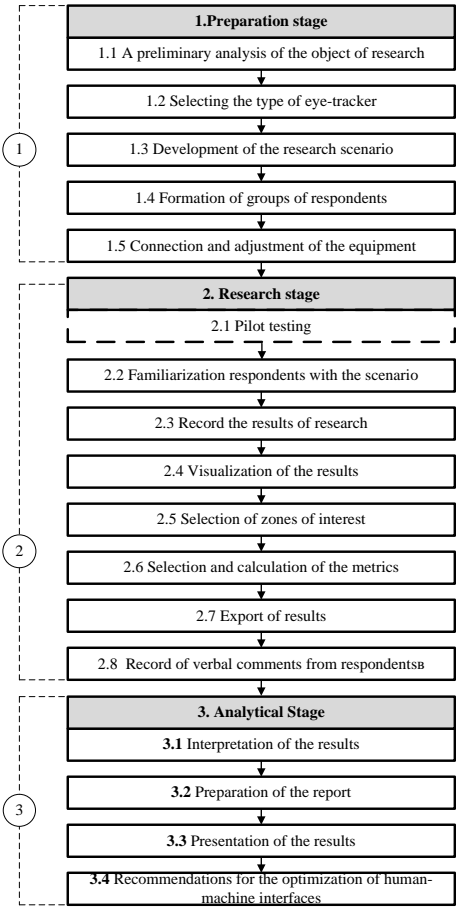 1.Preparation stage
1.1 A preliminary analysis of the object of research
1.2 Selecting the type of eye-tracker
1.3 Development of the research scenario
1
1.4 Formation of groups of respondents
1.5 Connection and adjustment of the equipment
2. Research stage
2.1 Pilot testing
2.2 Familiarization respondents with the scenario
2.3 Record the results of research
2.4 Visualization of the results
2.5 Selection of zones of interest
2
2.6 Selection and calculation of the metrics
2.7 Export of results
2.8 Record of verbal comments from respondentsв
3. Analytical Stage
3.1 Interpretation of the results
3.2 Preparation of the report
3
3.3 Presentation of the results
3.4 Recommendations for the optimization of human-
machine interfaces